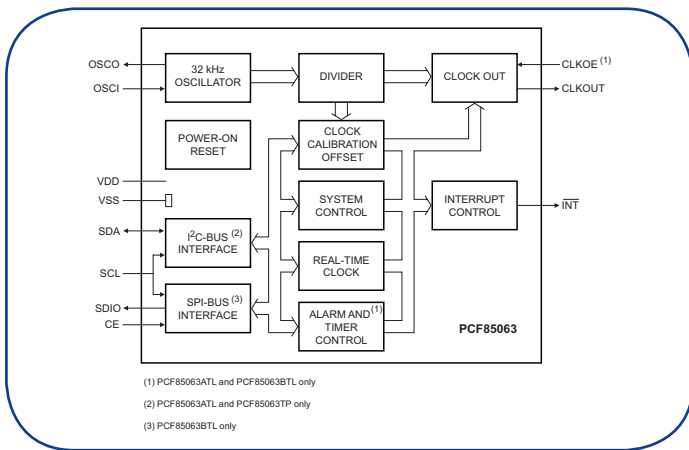 OSCO
OSCI
32 kHz
OSCILLATOR
DIVIDER
CLOCK OUT
CLKOE (1)
CLKOUT
POWER-ON
RESET
CLOCK
CALIBRATION
OFFSET
VDD
VSS
SYSTEM
CONTROL
INTERRUPT
CONTROL
INT
SDA
I2C-BUS (2)
INTERFACE
REAL-TIME
CLOCK
SCL
SDIO
CE
SPI-BUS (3)
INTERFACE
ALARM AND (1)
TIMER
CONTROL
PCF85063
(1) PCF85063ATL and PCF85063BTL only
(2) PCF85063ATL and PCF85063TP only
(3) PCF85063BTL only